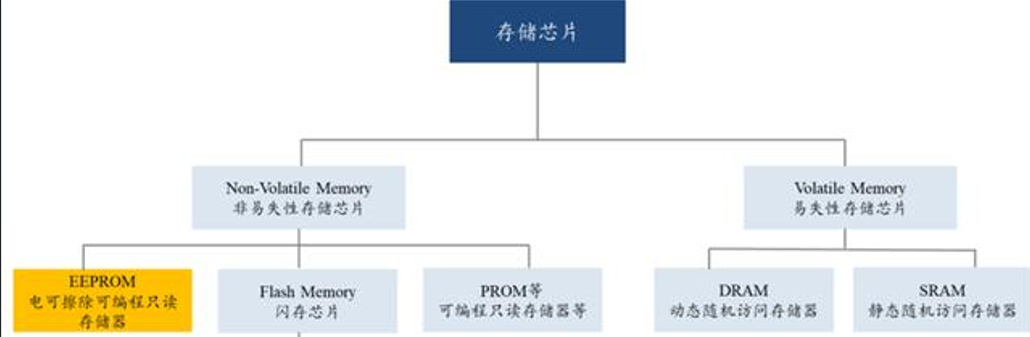 存储芯片
Non-Volatile Memory
非易失性存储芯片
Volatile Memory
易失性存储芯片
EEPROM
电可擦除可编程只读
存储器
Flash Memory
闪存芯片
PROM等
可编程只读存储器等
DRAM
动态随机访问存储器
SRAM
静态随机访问存储器